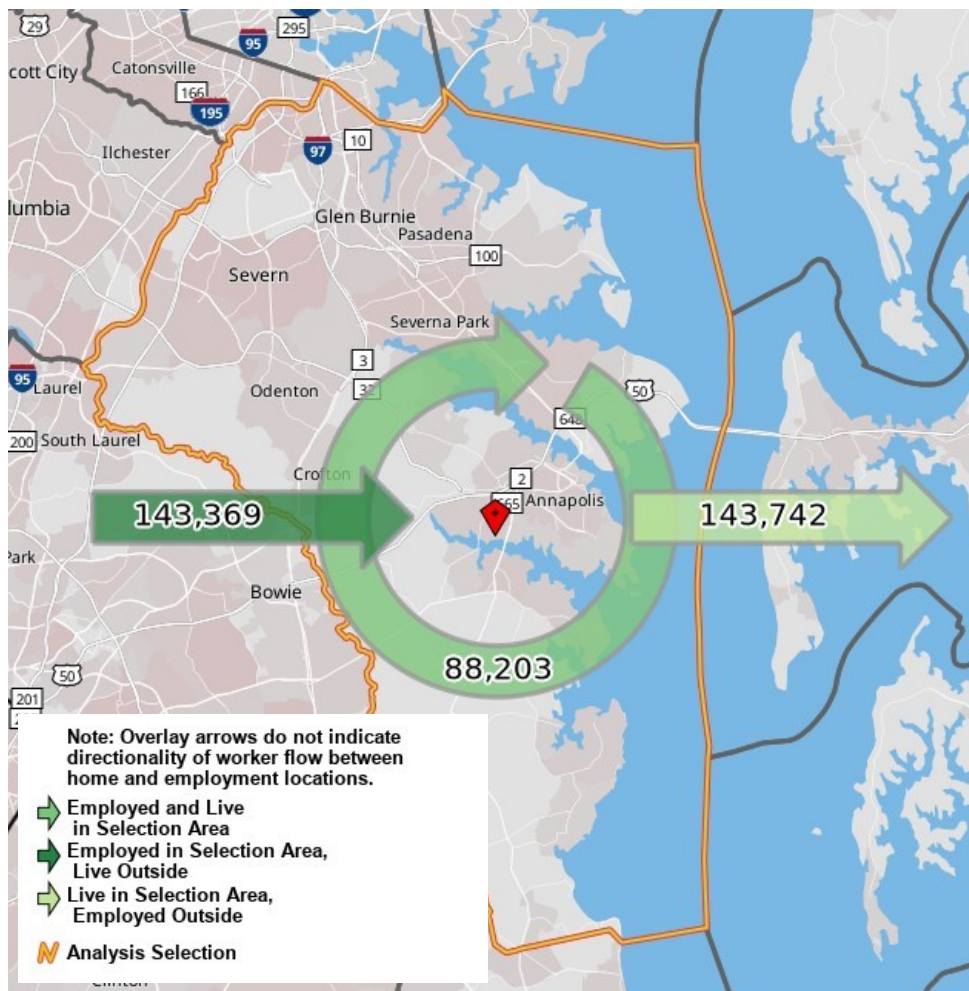 29
95
295
cott City
Catonsville
166
195
Ilchester
97
10
lumbia
Glen Burnie
Pasadena
100
Severn
Severna Park
3
32
95
Laurel
Odenton
50
648
200
South Laurel
Crofton
2
Annapolis
143,369
143,742
Park
Bowie
88,203
50
201
Note: Overlay arrows do not indicate
directionality of worker flow between
home and employment locations.
Employed and Live
in Selection Area
Employed in Selection Area,
Live Outside
Live in Selection Area,
Employed Outside
Analysis Selection